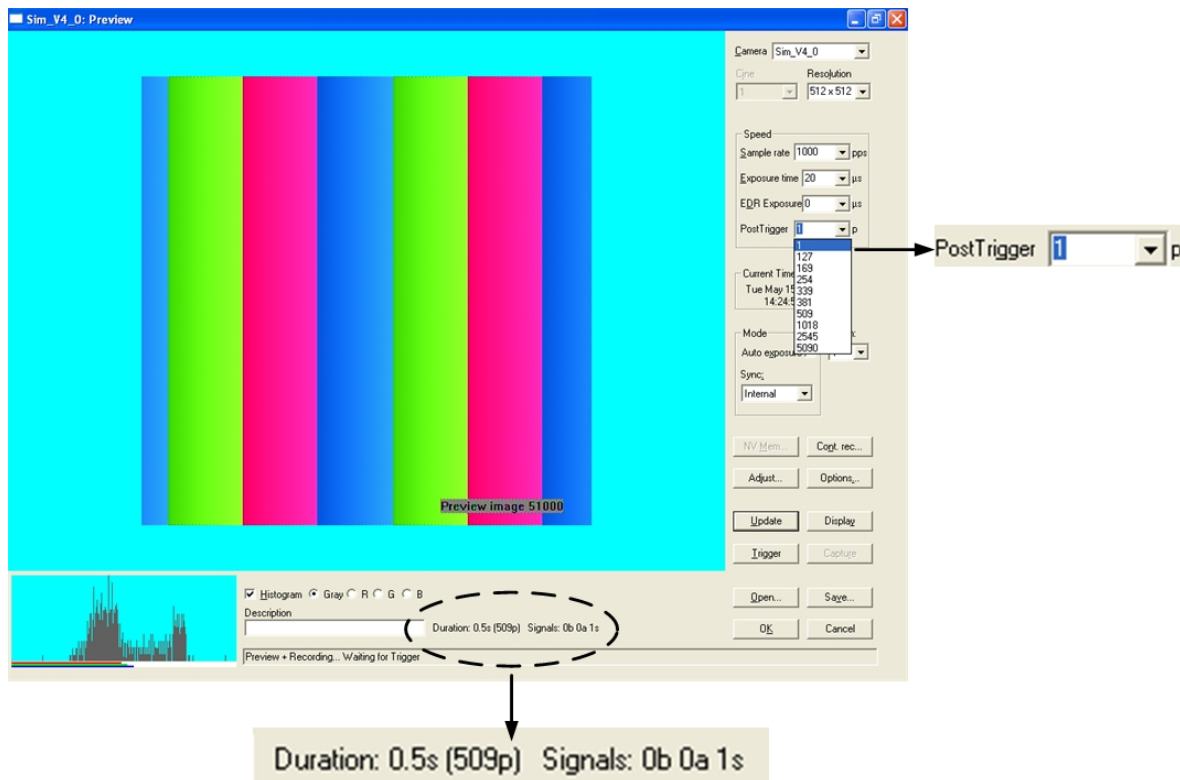 Sim_V4_0: Preview
Camera Sim_V4_0
Cine Resolution
1 512 x 512
Speed
Sample rate 1000 pps
Exposure time 20 µs
EDR Exposure 0 µs
PostTrigger 1 p
1
127
169
254
339
381
509
1018
2545
5090
PostTrigger 1 p
Current Time
Tue May 15
14:24:5
Mode
Auto exposure
Sync:
Internal
NV Mem... Cont. rec...
Adjust... Options...
Update Display
Trigger Capture
Open... Save...
OK Cancel
Preview image 51000
Histogram Gray R G B
Description
Duration: 0.5s (509p) Signals: 0b 0a 1s
Preview + Recording... Waiting for Trigger
Duration: 0.5s (509p) Signals: 0b 0a 1s